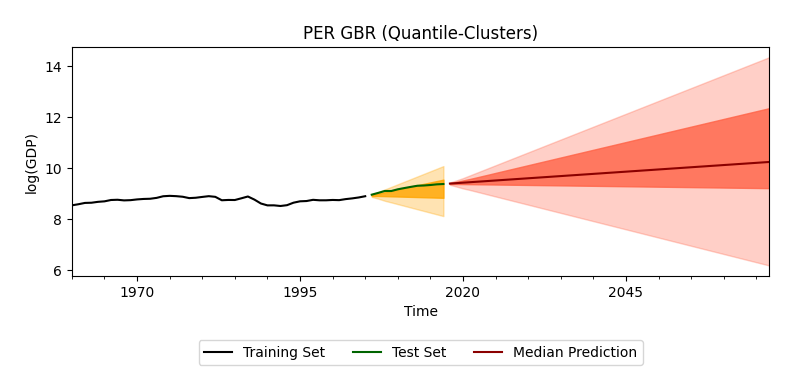 PER GBR (Quantile-Clusters)
14
12
10
8
6
log(GDP)
1970 1995 2020 2045
Time
Training Set Test Set Median Prediction